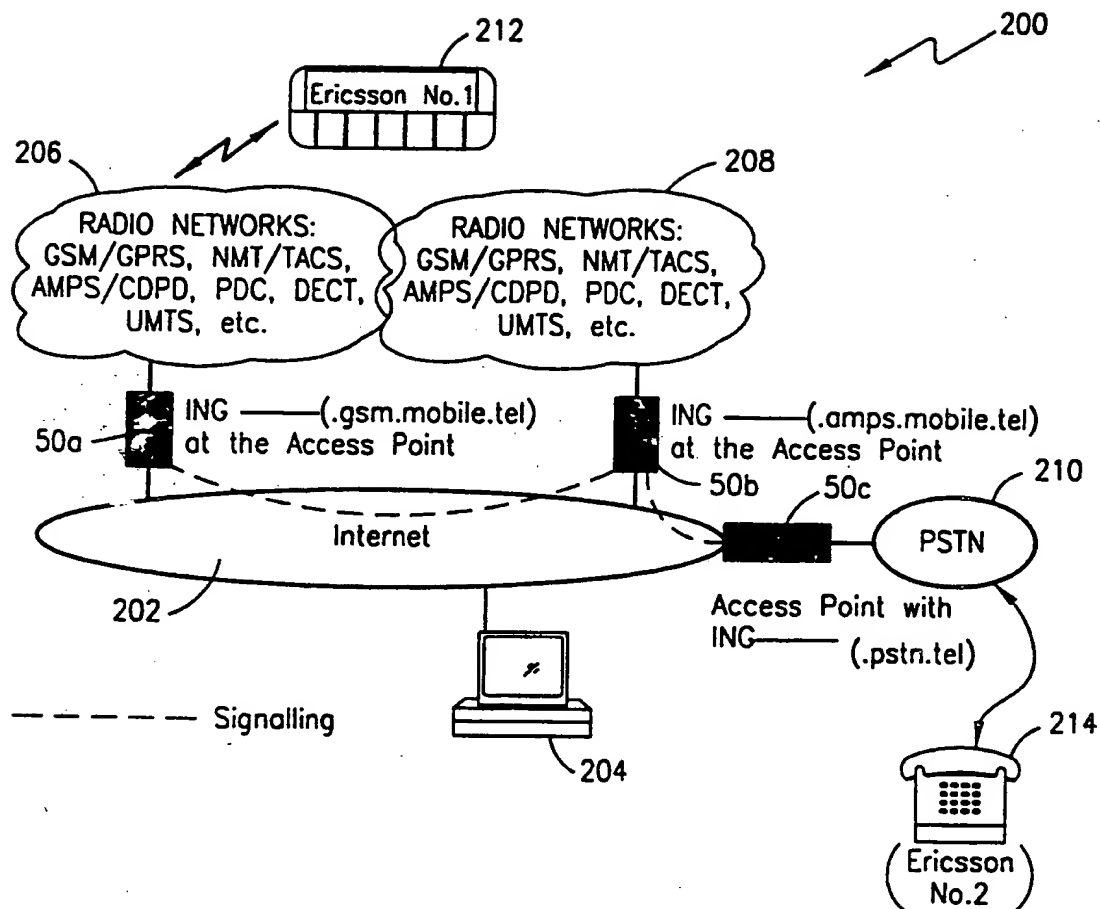 212
200
Ericsson No.1
206
208
RADIO NETWORKS:
GSM/GPRS, NMT/TACS,
AMPS/CDPD, PDC, DECT,
UMTS, etc.
RADIO NETWORKS:
GSM/GPRS, NMT/TACS,
AMPS/CDPD, PDC, DECT,
UMTS, etc.
50a
ING (.gsm.mobile.tel)
at the Access Point
ING (.amps.mobile.tel)
at the Access Point
50b
50c
210
Internet
PSTN
202
Access Point with
ING (.pstn.tel)
Signalling
204
214
(Ericsson
No.2)